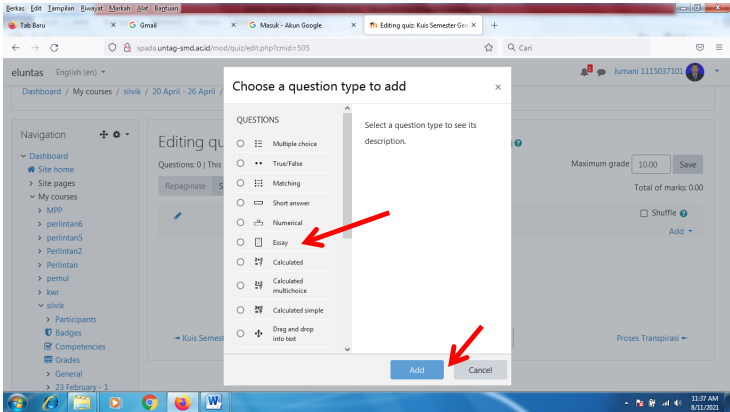 Berkas Edit Tampilan Riwayat Markah Alat Bantuan
Tab Baru
Gmail
Masuk - Akun Google
Editing quiz: Kuis Semester Gen
spada.untag-smd.ac.id/mod/quiz/edit.php?cmid=505
Cari
eluntas English (en)
Jumani 1115037101
Dashboard / My courses / silvik / 20 April - 26 April /
Choose a question type to add
QUESTIONS
Multiple choice
True/False
Matching
Short answer
Numerical
Essay
Calculated
Calculated
multichoice
Calculated simple
Drag and drop
into text
Select a question type to see its
description.
Add Cancel
Navigation
Dashboard
Site home
Site pages
My courses
MPP
perlintan6
perlintan5
Perlintan2
Perlintan
pemul
kwr
silvik
Participants
Badges
Competencies
Grades
General
23 February - 1
Editing qu
Questions: 0 | This
Maximum grade 10.00 Save
Repaginate S
Total of marks: 0.00
Shuffle
Add
Kuis Semest
Proses Transpirasi
11:37 AM
8/11/2021